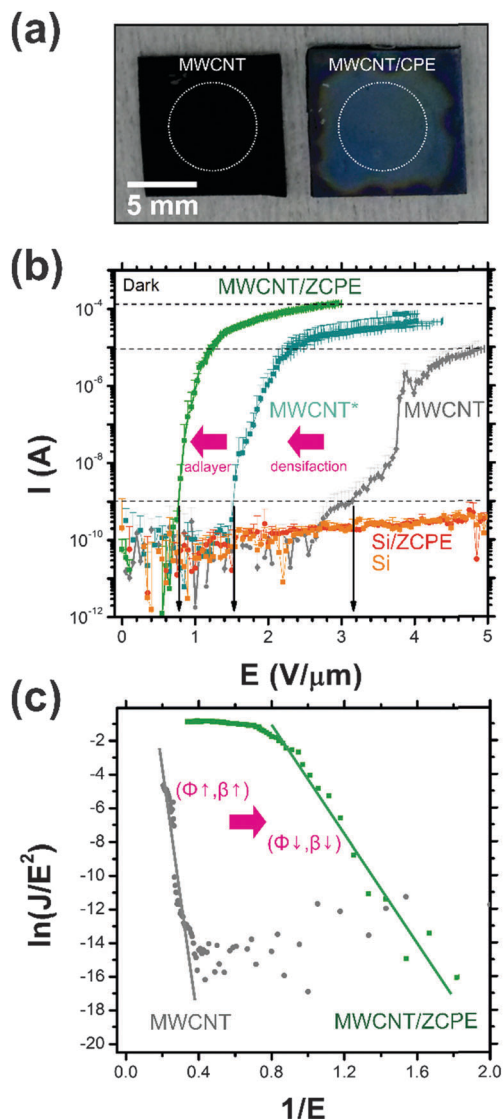 (a)
MWCNT MWCNT/CPE
5 mm
(b)
Dark MWCNT/ZCPE
10⁻⁴
10⁻⁶
MWCNT* MWCNT
adlayer densifaction
10⁻⁸
I (A)
10⁻¹⁰
Si/ZCPE
Si
10⁻¹²
0 1 2 3 4 5
E (V/μm)
(c)
-2
-4
(Φ↑,β↑)
-6
(Φ↓,β↓)
-8
ln(J/E²)
-10
-12
-14
-16
-18
MWCNT MWCNT/ZCPE
-20
0.0 0.4 0.8 1.2 1.6 2.0
1/E